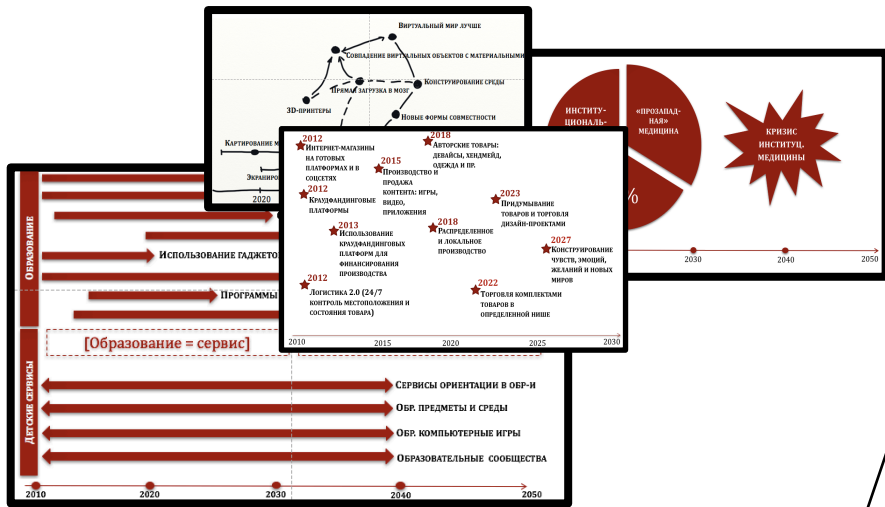 Виртуальный мир лучше
Совпадение виртуальных объектов с материальными
Прямая загрузка в мозг
Конструирование среды
3D-принтеры
Новые формы совместности
Картирование
Экраниро
2020
институ-
циональ-
«прозапад-
ная»
медицина
%
кризис
институц.
медицины
2030
2040
2050
2012
Интернет-магазины
на готовых
платформах и в
соцсетях
2012
Краудфандинговые
платформы
2013
Использование
краудфандинговых
платформ для
финансирования
производства
2012
Логистика 2.0 (24/7
контроль местоположения и
состояния товара)
2015
Производство и
продажа
контента: игры,
видео,
приложения
2018
Авторские товары:
девайсы, хендмейд,
одежда и пр.
2018
Распределенное
и локальное
производство
2022
Торговля комплектами
товаров в
определенной нише
2023
Придумывание
товаров и торговля
дизайн-проектами
2027
Конструирование
чувств, эмоций,
желаний и новых
миров
2010
2015
2020
2025
2030
Образование
Использование гаджето
Программы
[Образование = сервис]
Детские сервисы
Сервисы ориентации в обр-и
Обр. предметы и среды
Обр. компьютерные игры
Образовательные сообщества
2010
2020
2030
2040
2050